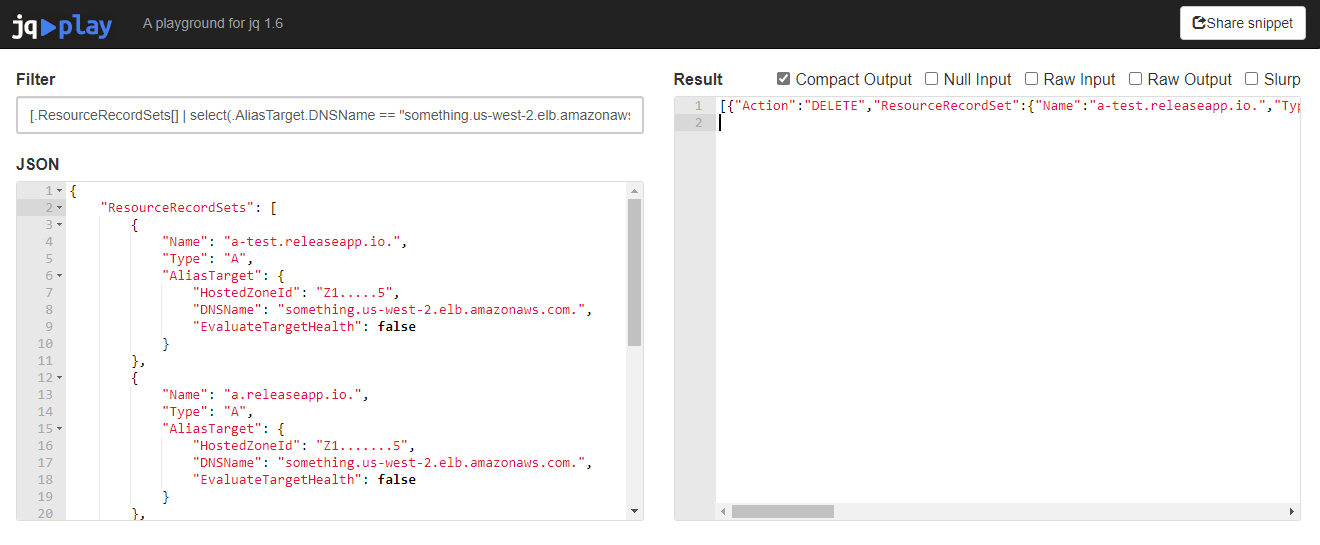 jq play
A playground for jq 1.6
Share snippet
Filter
[.ResourceRecordSets[] | select(.AliasTarget.DNSName == "something.us-west-2.elb.amazonaws
JSON
1 {
2 "ResourceRecordSets": [
3 {
4 "Name": "a-test.releaseapp.io.",
5 "Type": "A",
6 "AliasTarget": {
7 "HostedZoneId": "Z1.....5",
8 "DNSName": "something.us-west-2.elb.amazonaws.com.",
9 "EvaluateTargetHealth": false
10 }
11 },
12 {
13 "Name": "a.releaseapp.io.",
14 "Type": "A",
15 "AliasTarget": {
16 "HostedZoneId": "Z1.......5",
17 "DNSName": "something.us-west-2.elb.amazonaws.com.",
18 "EvaluateTargetHealth": false
19 }
20 },
Result
Compact Output
Null Input
Raw Input
Raw Output
Slurp
1 [{"Action":"DELETE","ResourceRecordSet":{"Name":"a-test.releaseapp.io.","Typ
2